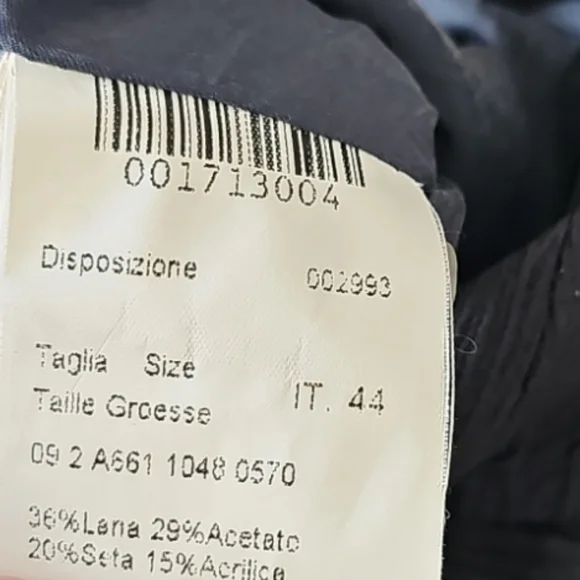 001713004
Disposizione 002993
Taglia Size
Taille Groesse IT. 44
09 2 A661 1048 0570
36%Lana 29%Acetato
20%Seta 15%Acrilica